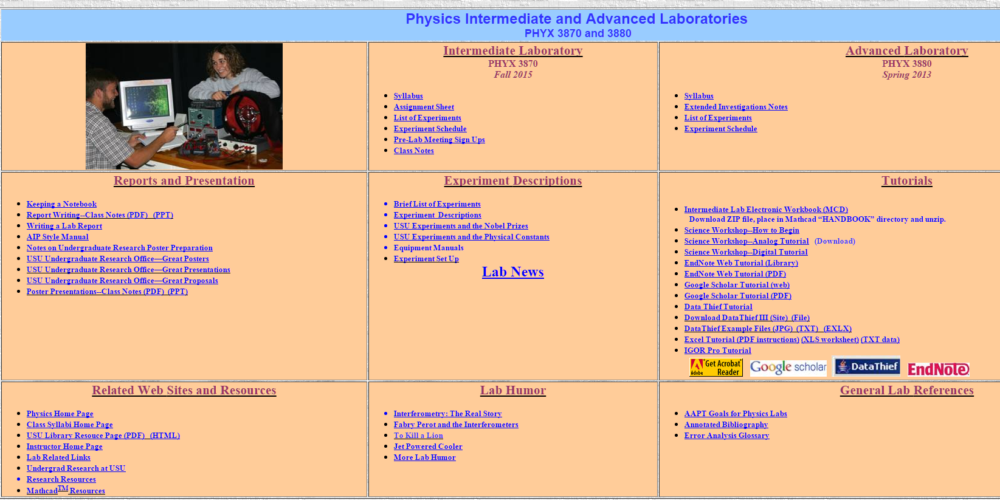 Physics Intermediate and Advanced Laboratories
PHYX 3870 and 3880
Intermediate Laboratory
PHYX 3870
Fall 2015
Syllabus
Assignment Sheet
List of Experiments
Experiment Schedule
Pre-Lab Meeting Sign Ups
Class Notes
Advanced Laboratory
PHYX 3880
Spring 2013
Syllabus
Extended Investigations Notes
List of Experiments
Experiment Schedule
Reports and Presentation
Keeping a Notebook
Report Writing--Class Notes (PDF) (PPT)
Writing a Lab Report
AIP Style Manual
Notes on Undergraduate Research Poster Preparation
USU Undergraduate Research Office—Great Posters
USU Undergraduate Research Office—Great Presentations
USU Undergraduate Research Office—Great Proposals
Poster Presentations--Class Notes (PDF) (PPT)
Experiment Descriptions
Brief List of Experiments
Experiment Descriptions
USU Experiments and the Nobel Prizes
USU Experiments and the Physical Constants
Equipment Manuals
Experiment Set Up
Lab News
Tutorials
Intermediate Lab Electronic Workbook (MCD)
Download ZIP file, place in Mathcad “HANDBOOK” directory and unzip.
Science Workshop--How to Begin
Science Workshop--Analog Tutorial (Download)
Science Workshop--Digital Tutorial
EndNote Web Tutorial (Library)
EndNote Web Tutorial (PDF)
Google Scholar Tutorial (web)
Google Scholar Tutorial (PDF)
Data Thief Tutorial
Download DataThief III (Site) (File)
DataThief Example Files (JPG) (TXT) (EXLX)
Excel Tutorial (PDF instructions) (XLS worksheet) (TXT data)
IGOR Pro Tutorial
Adobe Get Acrobat Reader Google scholar DataThief EndNote
Related Web Sites and Resources
Physics Home Page
Class Syllabi Home Page
USU Library Resouce Page (PDF) (HTML)
Instructor Home Page
Lab Related Links
Undergrad Research at USU
Research Resources
Mathcad™ Resources
Lab Humor
Interferometry: The Real Story
Fabry Perot and the Interferometers
To Kill a Lion
Jet Powered Cooler
More Lab Humor
General Lab References
AAPT Goals for Physics Labs
Annotated Bibliography
Error Analysis Glossary